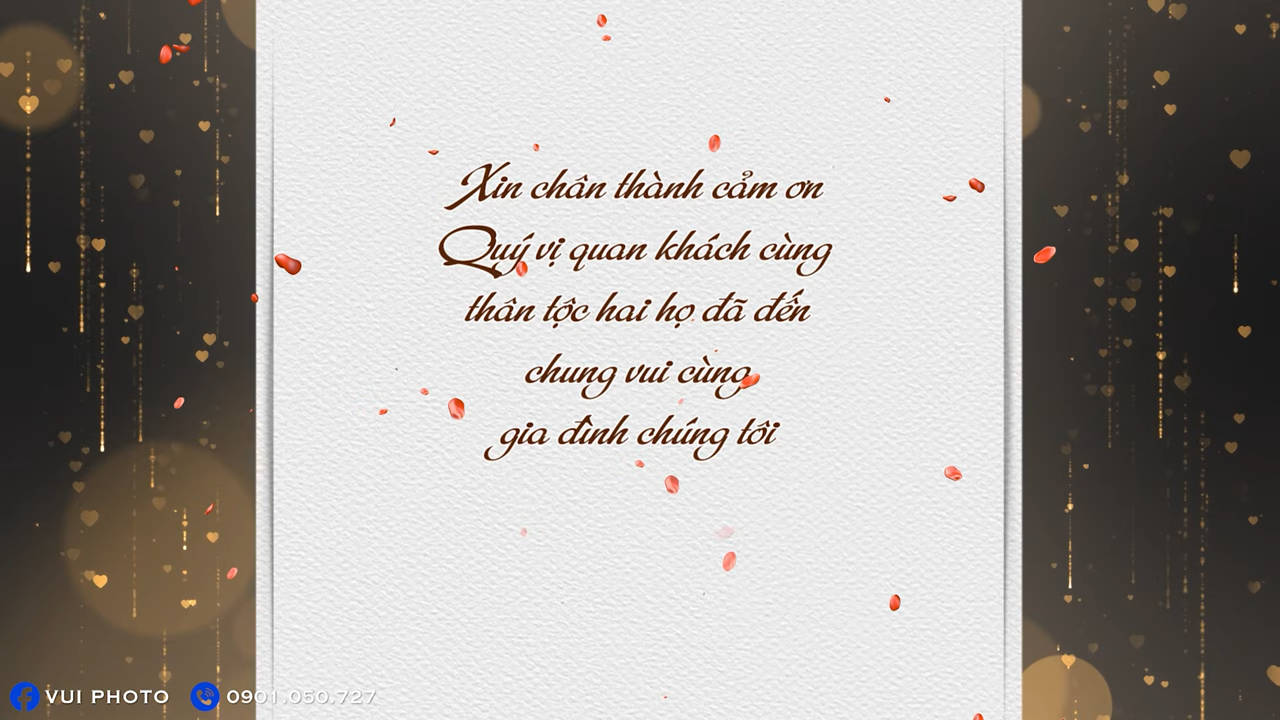 Xin chân thành cảm ơn
Quý vị quan khách cùng
thân tộc hai họ đã đến
chung vui cùng
gia đình chúng tôi
VUI PHOTO 0901.050.727